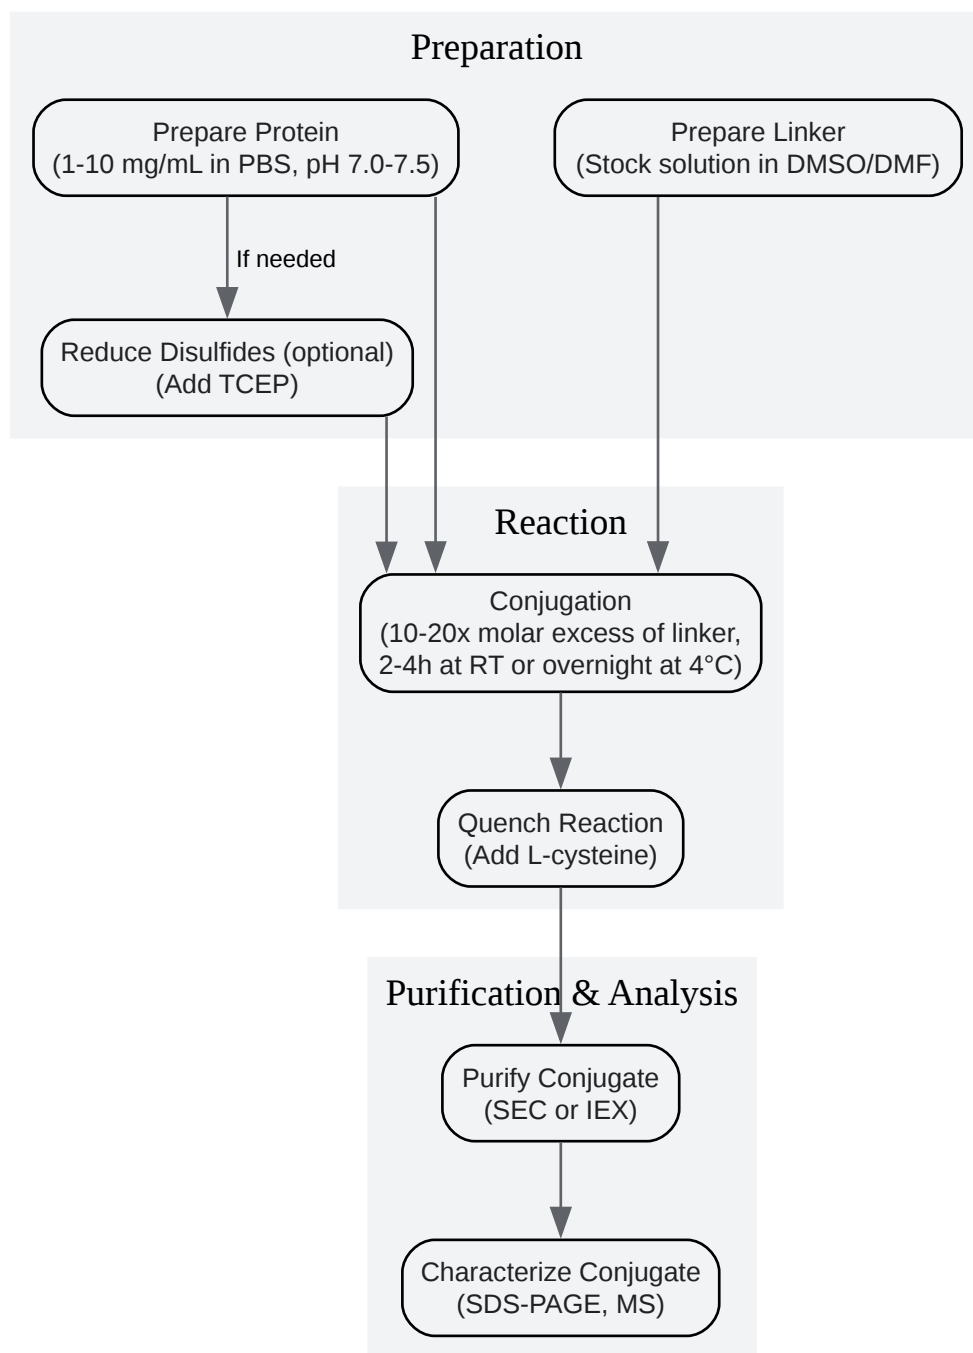 Preparation
Prepare Protein
(1-10 mg/mL in PBS, pH 7.0-7.5)
Prepare Linker
(Stock solution in DMSO/DMF)
If needed
Reduce Disulfides (optional)
(Add TCEP)
Reaction
Conjugation
(10-20x molar excess of linker,
2-4h at RT or overnight at 4°C)
Quench Reaction
(Add L-cysteine)
Purification & Analysis
Purify Conjugate
(SEC or IEX)
Characterize Conjugate
(SDS-PAGE, MS)